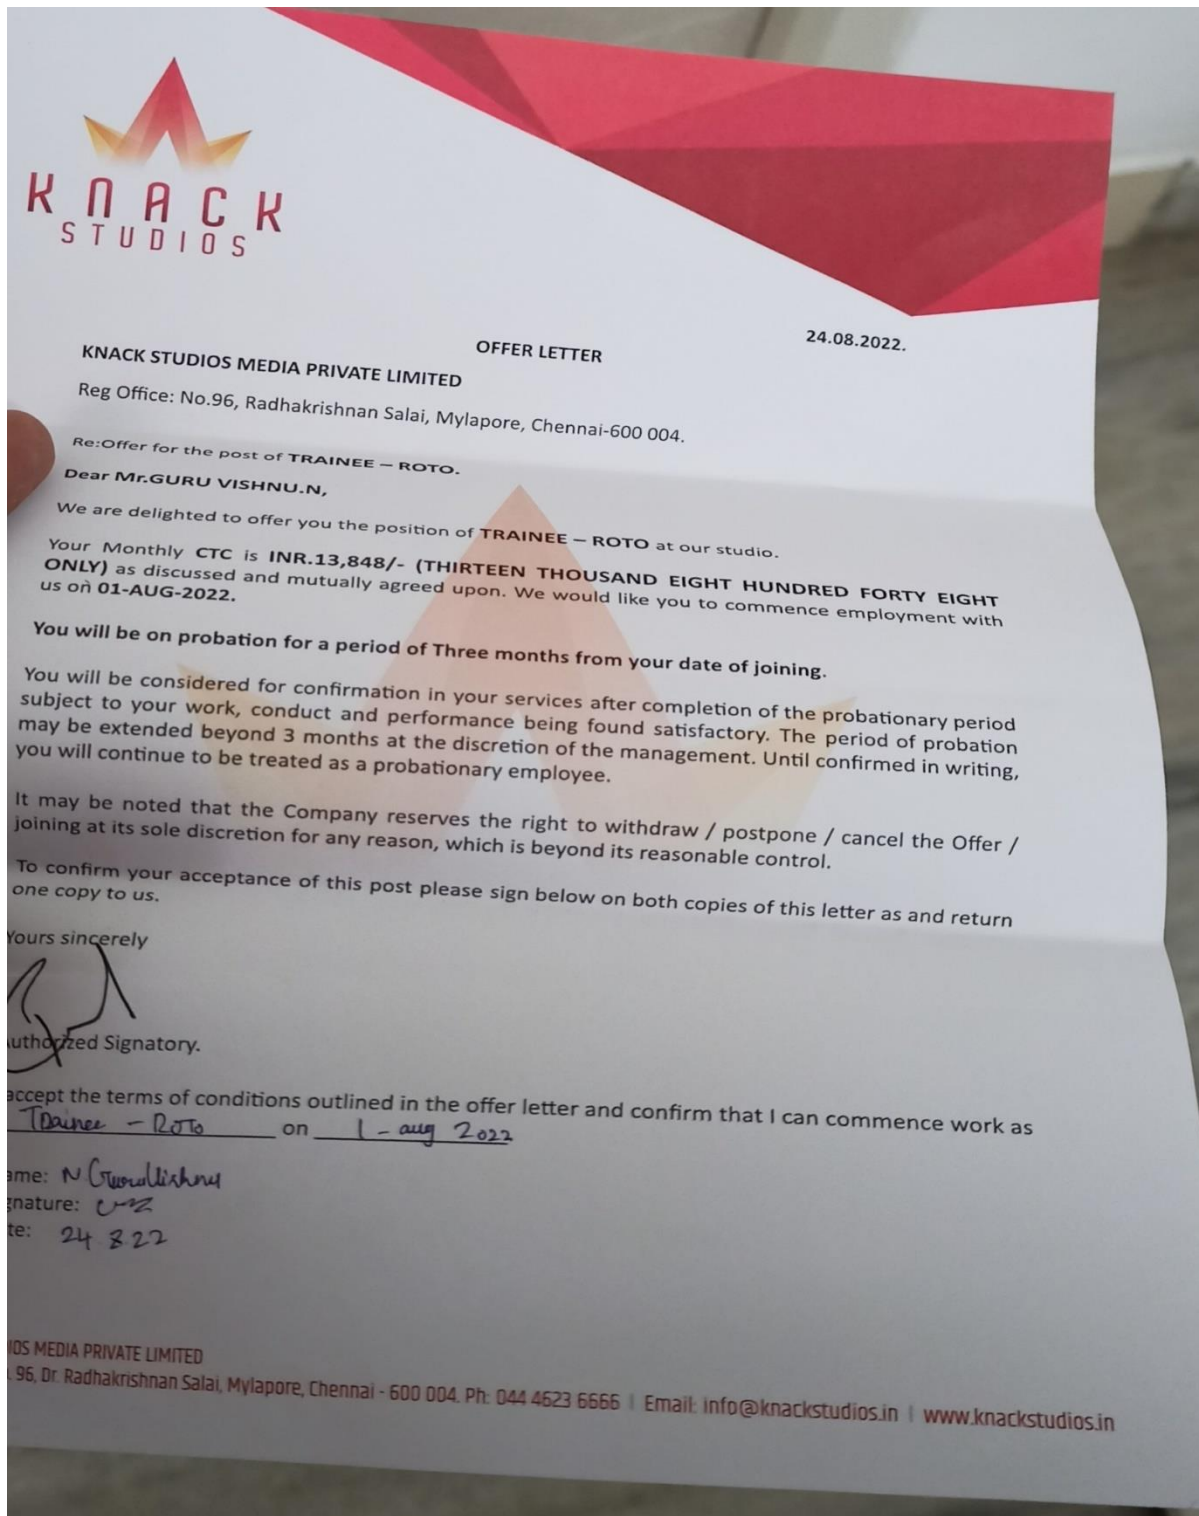 KNACK
STUDIOS
24.08.2022.
OFFER LETTER
KNACK STUDIOS MEDIA PRIVATE LIMITED
Reg Office: No.96, Radhakrishnan Salai, Mylapore, Chennai-600 004.
Re:Offer for the post of TRAINEE – ROTO.
Dear Mr.GURU VISHNU.N,
We are delighted to offer you the position of TRAINEE – ROTO at our studio.
Your Monthly CTC is INR.13,848/- (THIRTEEN THOUSAND EIGHT HUNDRED FORTY EIGHT
ONLY) as discussed and mutually agreed upon. We would like you to commence employment with
us on 01-AUG-2022.
You will be on probation for a period of Three months from your date of joining.
You will be considered for confirmation in your services after completion of the probationary period
subject to your work, conduct and performance being found satisfactory. The period of probation
may be extended beyond 3 months at the discretion of the management. Until confirmed in writing,
you will continue to be treated as a probationary employee.
It may be noted that the Company reserves the right to withdraw / postpone / cancel the Offer /
joining at its sole discretion for any reason, which is beyond its reasonable control.
To confirm your acceptance of this post please sign below on both copies of this letter as and return
one copy to us.
Yours sincerely
uthorized Signatory.
accept the terms of conditions outlined in the offer letter and confirm that I can commence work as
Trainee - ROTO on 1 - aug 2022
ame: N GuruVishnu
gnature:
te: 24 8 22
IOS MEDIA PRIVATE LIMITED
. 96, Dr. Radhakrishnan Salai, Mylapore, Chennai - 600 004. Ph: 044 4623 6666 | Email: info@knackstudios.in | www.knackstudios.in